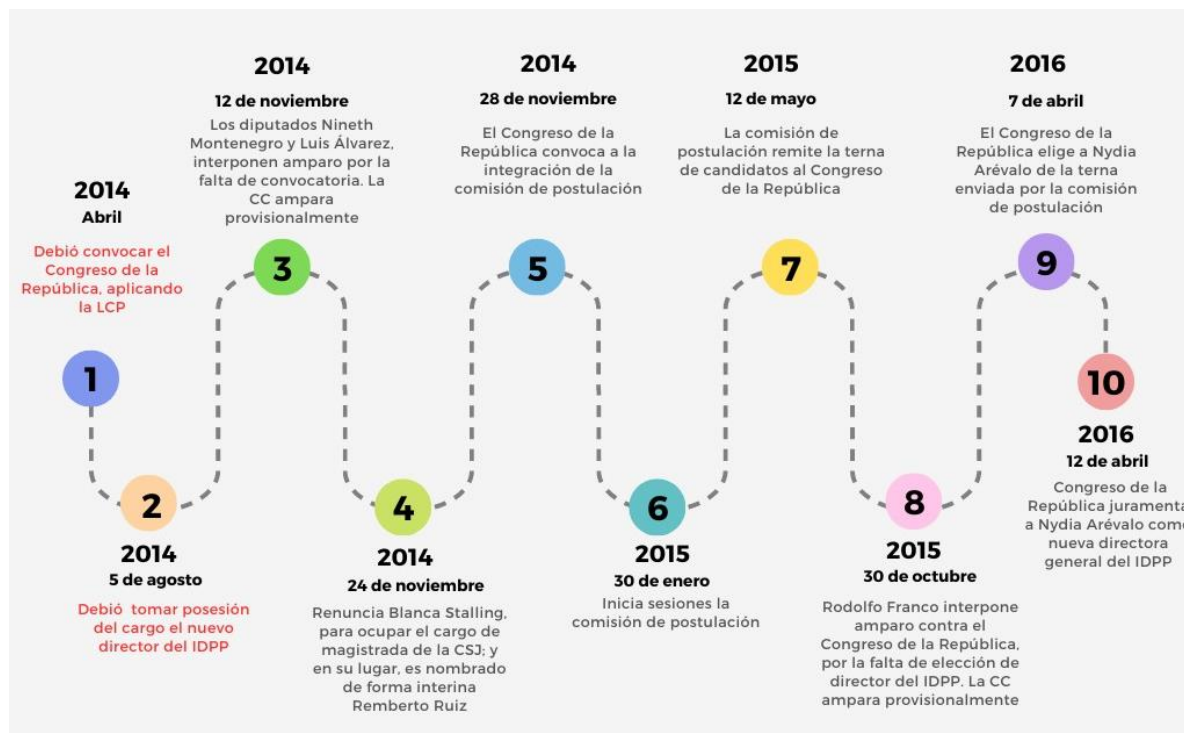 2014
Abril
Debió convocar el
Congreso de la
República, aplicando
la LCP
1
2
2014
5 de agosto
Debió tomar posesión
del cargo el nuevo
director del IDPP
2014
12 de noviembre
Los diputados Nineth
Montenegro y Luis Álvarez,
interponen amparo por la
falta de convocatoria. La
CC ampara
provisionalmente
3
4
2014
24 de noviembre
Renuncia Blanca Stalling,
para ocupar el cargo de
magistrada de la CSJ; y
en su lugar, es nombrado
de forma interina
Remberto Ruiz
2014
28 de noviembre
El Congreso de la
República convoca a la
integración de la
comisión de postulación
5
6
2015
30 de enero
Inicia sesiones la
comisión de postulación
2015
12 de mayo
La comisión de
postulación remite la terna
de candidatos al Congreso
de la República
7
8
2015
30 de octubre
Rodolfo Franco interpone
amparo contra el
Congreso de la República,
por la falta de elección de
director del IDPP. La CC
ampara provisionalmente
2016
7 de abril
El Congreso de la
República elige a Nydia
Arévalo de la terna
enviada por la comisión
de postulación
9
10
2016
12 de abril
Congreso de la
República juramenta
a Nydia Arévalo como
nueva directora
general del IDPP